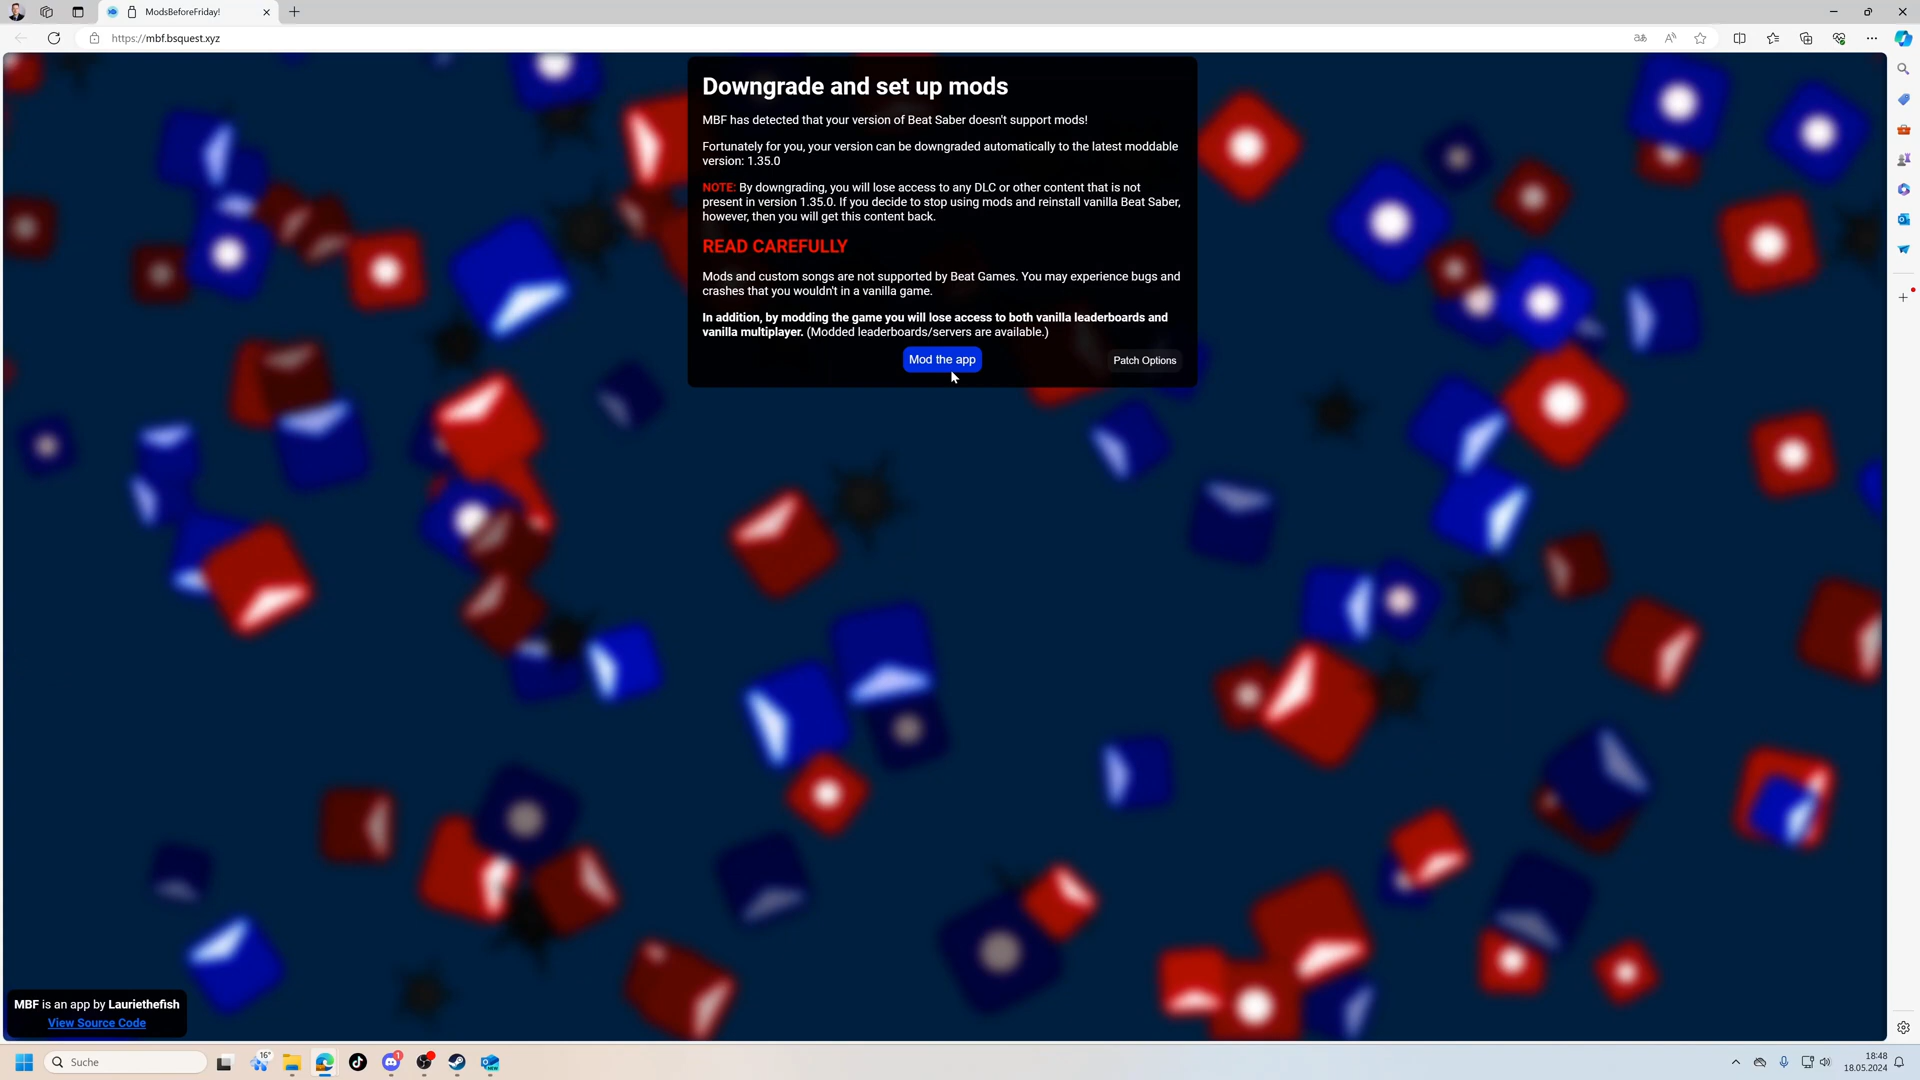 ModsBeforeFriday!
https://mbf.bsquest.xyz
Downgrade and set up mods
MBF has detected that your version of Beat Saber doesn't support mods!
Fortunately for you, your version can be downgraded automatically to the latest moddable
version: 1.35.0
NOTE: By downgrading, you will lose access to any DLC or other content that is not
present in version 1.35.0. If you decide to stop using mods and reinstall vanilla Beat Saber,
however, then you will get this content back.
READ CAREFULLY
Mods and custom songs are not supported by Beat Games. You may experience bugs and
crashes that you wouldn't in a vanilla game.
In addition, by modding the game you will lose access to both vanilla leaderboards and
vanilla multiplayer. (Modded leaderboards/servers are available.)
Mod the app
Patch Options
MBF is an app by Lauriethefish
View Source Code
Suche
16°
1
NEW
18:48
18.05.2024